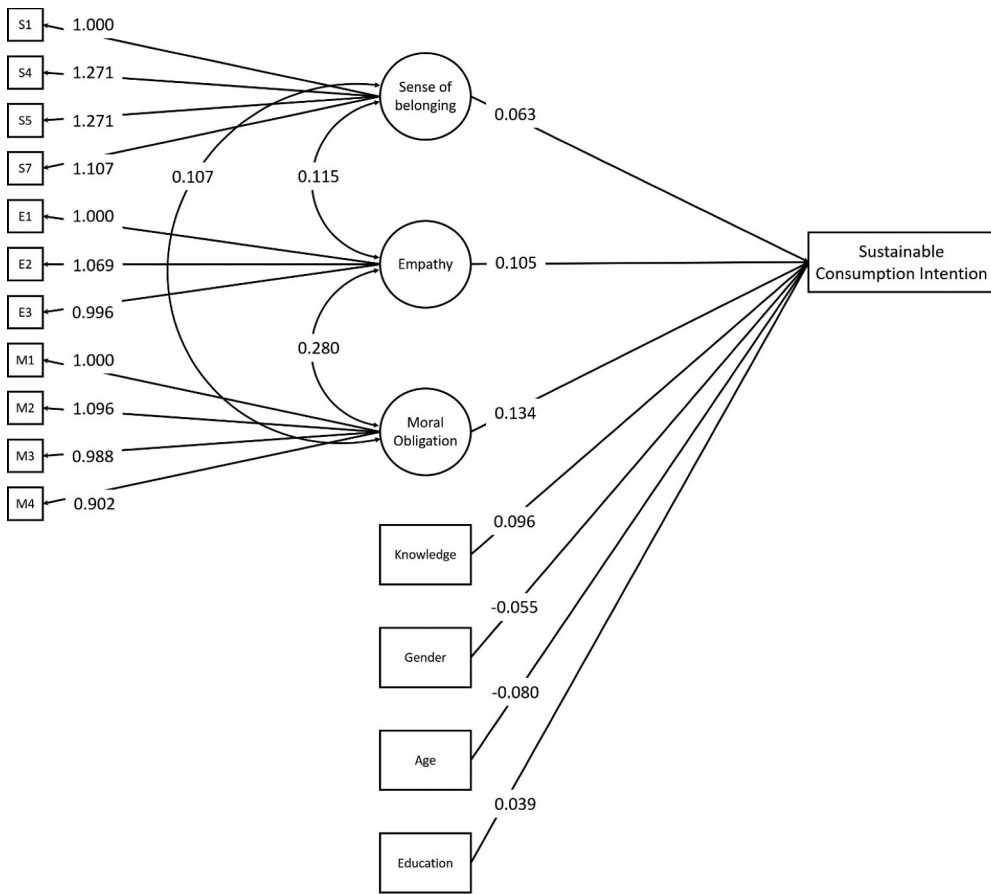 S1
1.000
S4
1.271
S5
1.271
S7
1.107
E1
1.000
E2
1.069
E3
0.996
M1
1.000
M2
1.096
M3
0.988
M4
0.902
0.107
0.115
0.280
Sense of
belonging
Empathy
Moral
Obligation
Knowledge
Gender
Age
Education
0.063
0.105
0.134
0.096
-0.055
-0.080
0.039
Sustainable
Consumption Intention